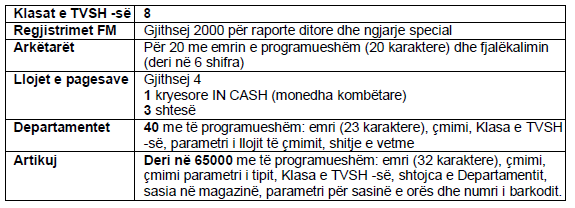 Klasat e TVSH -së 8
Regjistrimet FM Gjithsej 2000 për raporte ditore dhe ngjarje special
Arkëtarët Për 20 me emrin e programueshëm (20 karaktere) dhe fjalëkalimin
(deri në 6 shifra)
Llojet e pagesave Gjithsej 4
1 kryesore IN CASH (monedha kombëtare)
3 shtesë
Departamentet 40 me të programueshëm: emri (23 karaktere), çmimi, Klasa e TVSH
-së, parametri i llojit të çmimit, shitje e vetme
Artikuj Deri në 65000 me të programueshëm: emri (32 karaktere), çmimi,
çmimi parametri i tipit, Klasa e TVSH -së, shtojca e Departamentit,
sasia në magazinë, parametri për sasinë e orës dhe numri i barkodit.